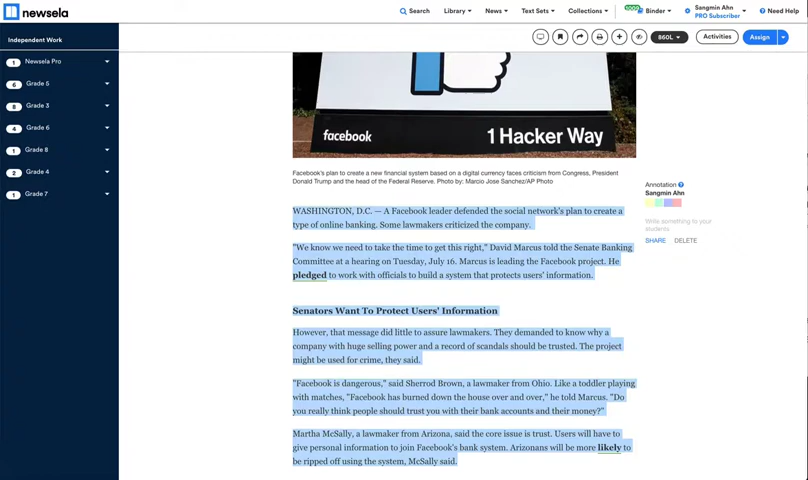 newsela
Search
Library
News
Text Sets
Collections
Binder
Sangmin Ahn
PRO Subscriber
Need Help
Independent Work
860L
Activities
Assign
1 Newsela Pro
6 Grade 5
8 Grade 3
4 Grade 6
1 Grade 8
2 Grade 4
1 Grade 7
facebook
1 Hacker Way
Facebook's plan to create a new financial system based on a digital currency faces criticism from Congress, President
Donald Trump and the head of the Federal Reserve. Photo by: Marcio Jose Sanchez/AP Photo
Annotation
Sangmin Ahn
Write something to your
students.
SHARE DELETE
WASHINGTON, D.C. — A Facebook leader defended the social network's plan to create a
type of online banking. Some lawmakers criticized the company.
"We know we need to take the time to get this right," David Marcus told the Senate Banking
Committee at a hearing on Tuesday, July 16. Marcus is leading the Facebook project. He
pledged to work with officials to build a system that protects users' information.
Senators Want To Protect Users' Information
However, that message did little to assure lawmakers. They demanded to know why a
company with huge selling power and a record of scandals should be trusted. The project
might be used for crime, they said.
"Facebook is dangerous," said Sherrod Brown, a lawmaker from Ohio. Like a toddler playing
with matches, "Facebook has burned down the house over and over," he told Marcus. "Do
you really think people should trust you with their bank accounts and their money?"
Martha McSally, a lawmaker from Arizona, said the core issue is trust. Users will have to
give personal information to join Facebook's bank system. Arizonans will be more likely to
be ripped off using the system, McSally said.